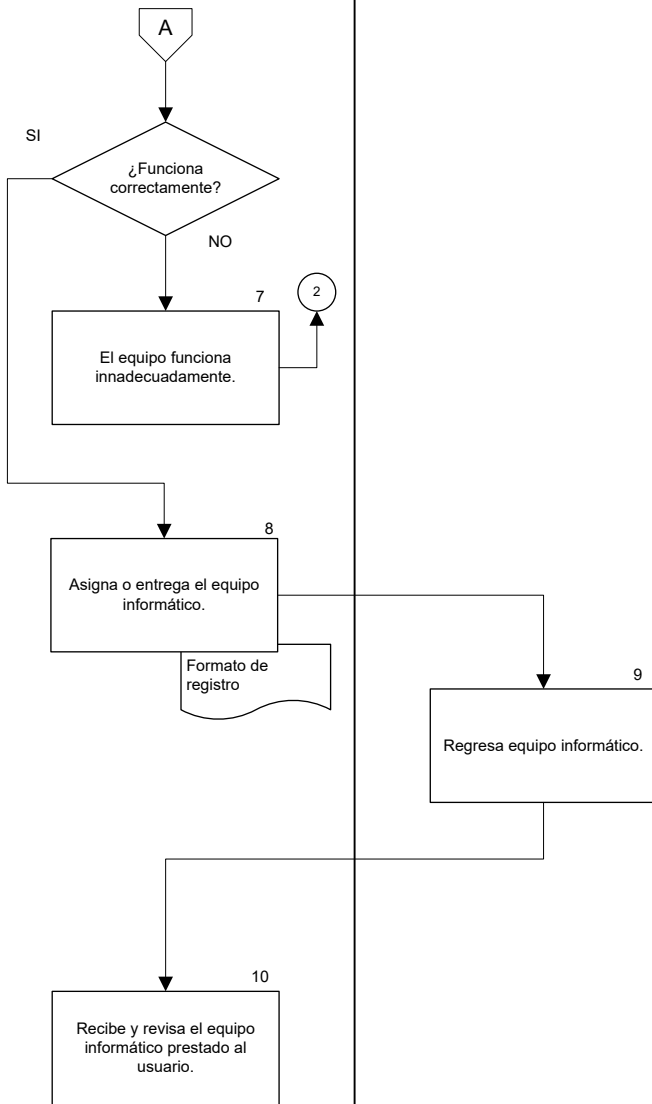 A
SI
¿Funciona
correctamente?
NO
7
2
El equipo funciona
innadecuadamente.
8
Asigna o entrega el equipo
informático.
Formato de
registro
9
Regresa equipo informático.
10
Recibe y revisa el equipo
informático prestado al
usuario.